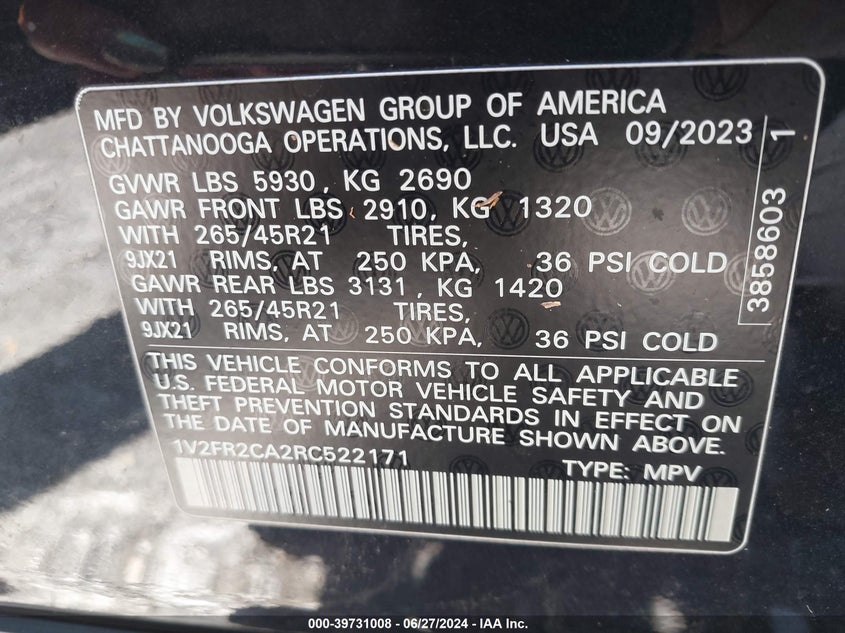 MFD BY VOLKSWAGEN GROUP OF AMERICA
CHATTANOOGA OPERATIONS, LLC. USA 09/2023
GVWR LBS 5930, KG 2690
GAWR FRONT LBS 2910, KG 1320
WITH 265/45R21 TIRES,
9JX21 RIMS, AT 250 KPA, 36 PSI COLD
GAWR REAR LBS 3131, KG 1420
WITH 265/45R21 TIRES,
9JX21 RIMS, AT 250 KPA, 36 PSI COLD
3858603 1
THIS VEHICLE CONFORMS TO ALL APPLICABLE
U.S. FEDERAL MOTOR VEHICLE SAFETY AND
THEFT PREVENTION STANDARDS IN EFFECT ON
THE DATE OF MANUFACTURE SHOWN ABOVE.
1V2FR2CA2RC522171 TYPE: MPV
000-39731008 - 06/27/2024 - IAA Inc.